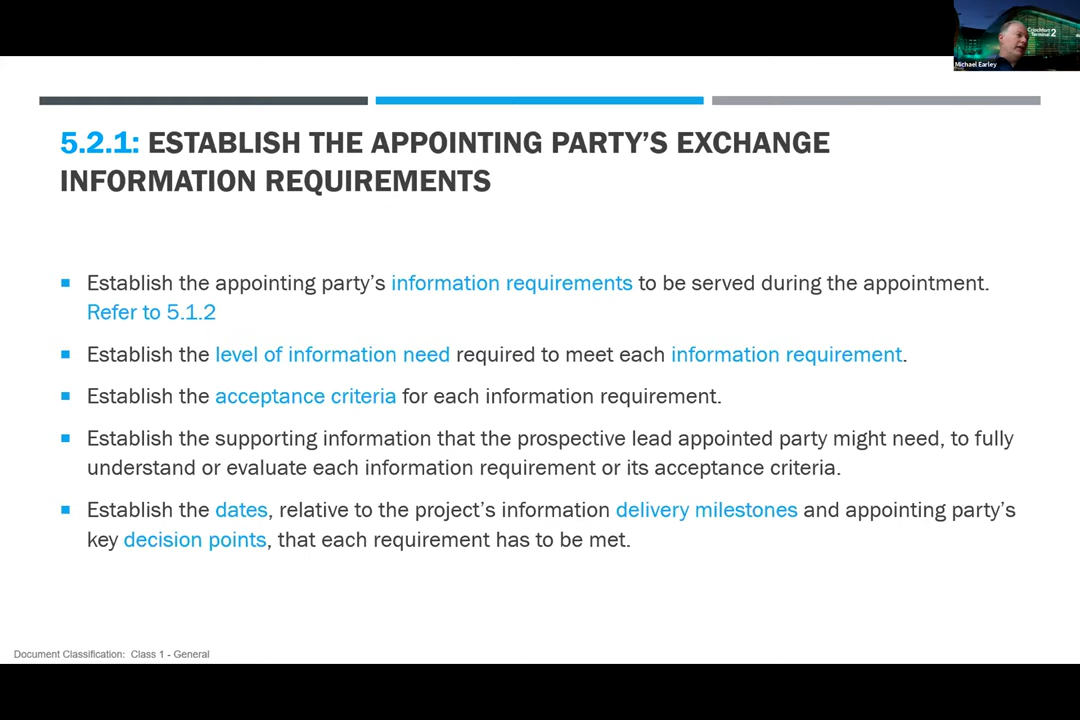 Criochfort
Terminal 2
Michael Earley
5.2.1: ESTABLISH THE APPOINTING PARTY'S EXCHANGE
INFORMATION REQUIREMENTS
Establish the appointing party's information requirements to be served during the appointment.
Refer to 5.1.2
Establish the level of information need required to meet each information requirement.
Establish the acceptance criteria for each information requirement.
Establish the supporting information that the prospective lead appointed party might need, to fully
understand or evaluate each information requirement or its acceptance criteria.
Establish the dates, relative to the project's information delivery milestones and appointing party's
key decision points, that each requirement has to be met.
Document Classification: Class 1 - General